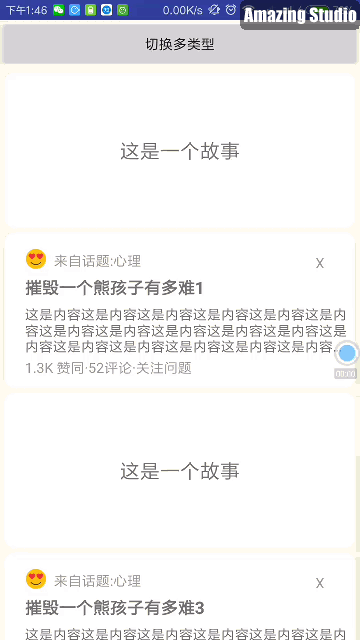 下午1:46
0.00K/s
Amazing Studio
切换多类型
这是一个故事
来自话题:心理
X
摧毁一个熊孩子有多难1
这是内容这是内容这是内容这是内容这是内容这是内
容这是内容这是内容这是内容这是内容这是内容这是
内容这是内容这是内容这是内容这是内容这是内容...
1.3K 赞同·52评论·关注问题
00:00
这是一个故事
来自话题:心理
X
摧毁一个熊孩子有多难3
这是内容这是内容这是内容这是内容这是内容这是内